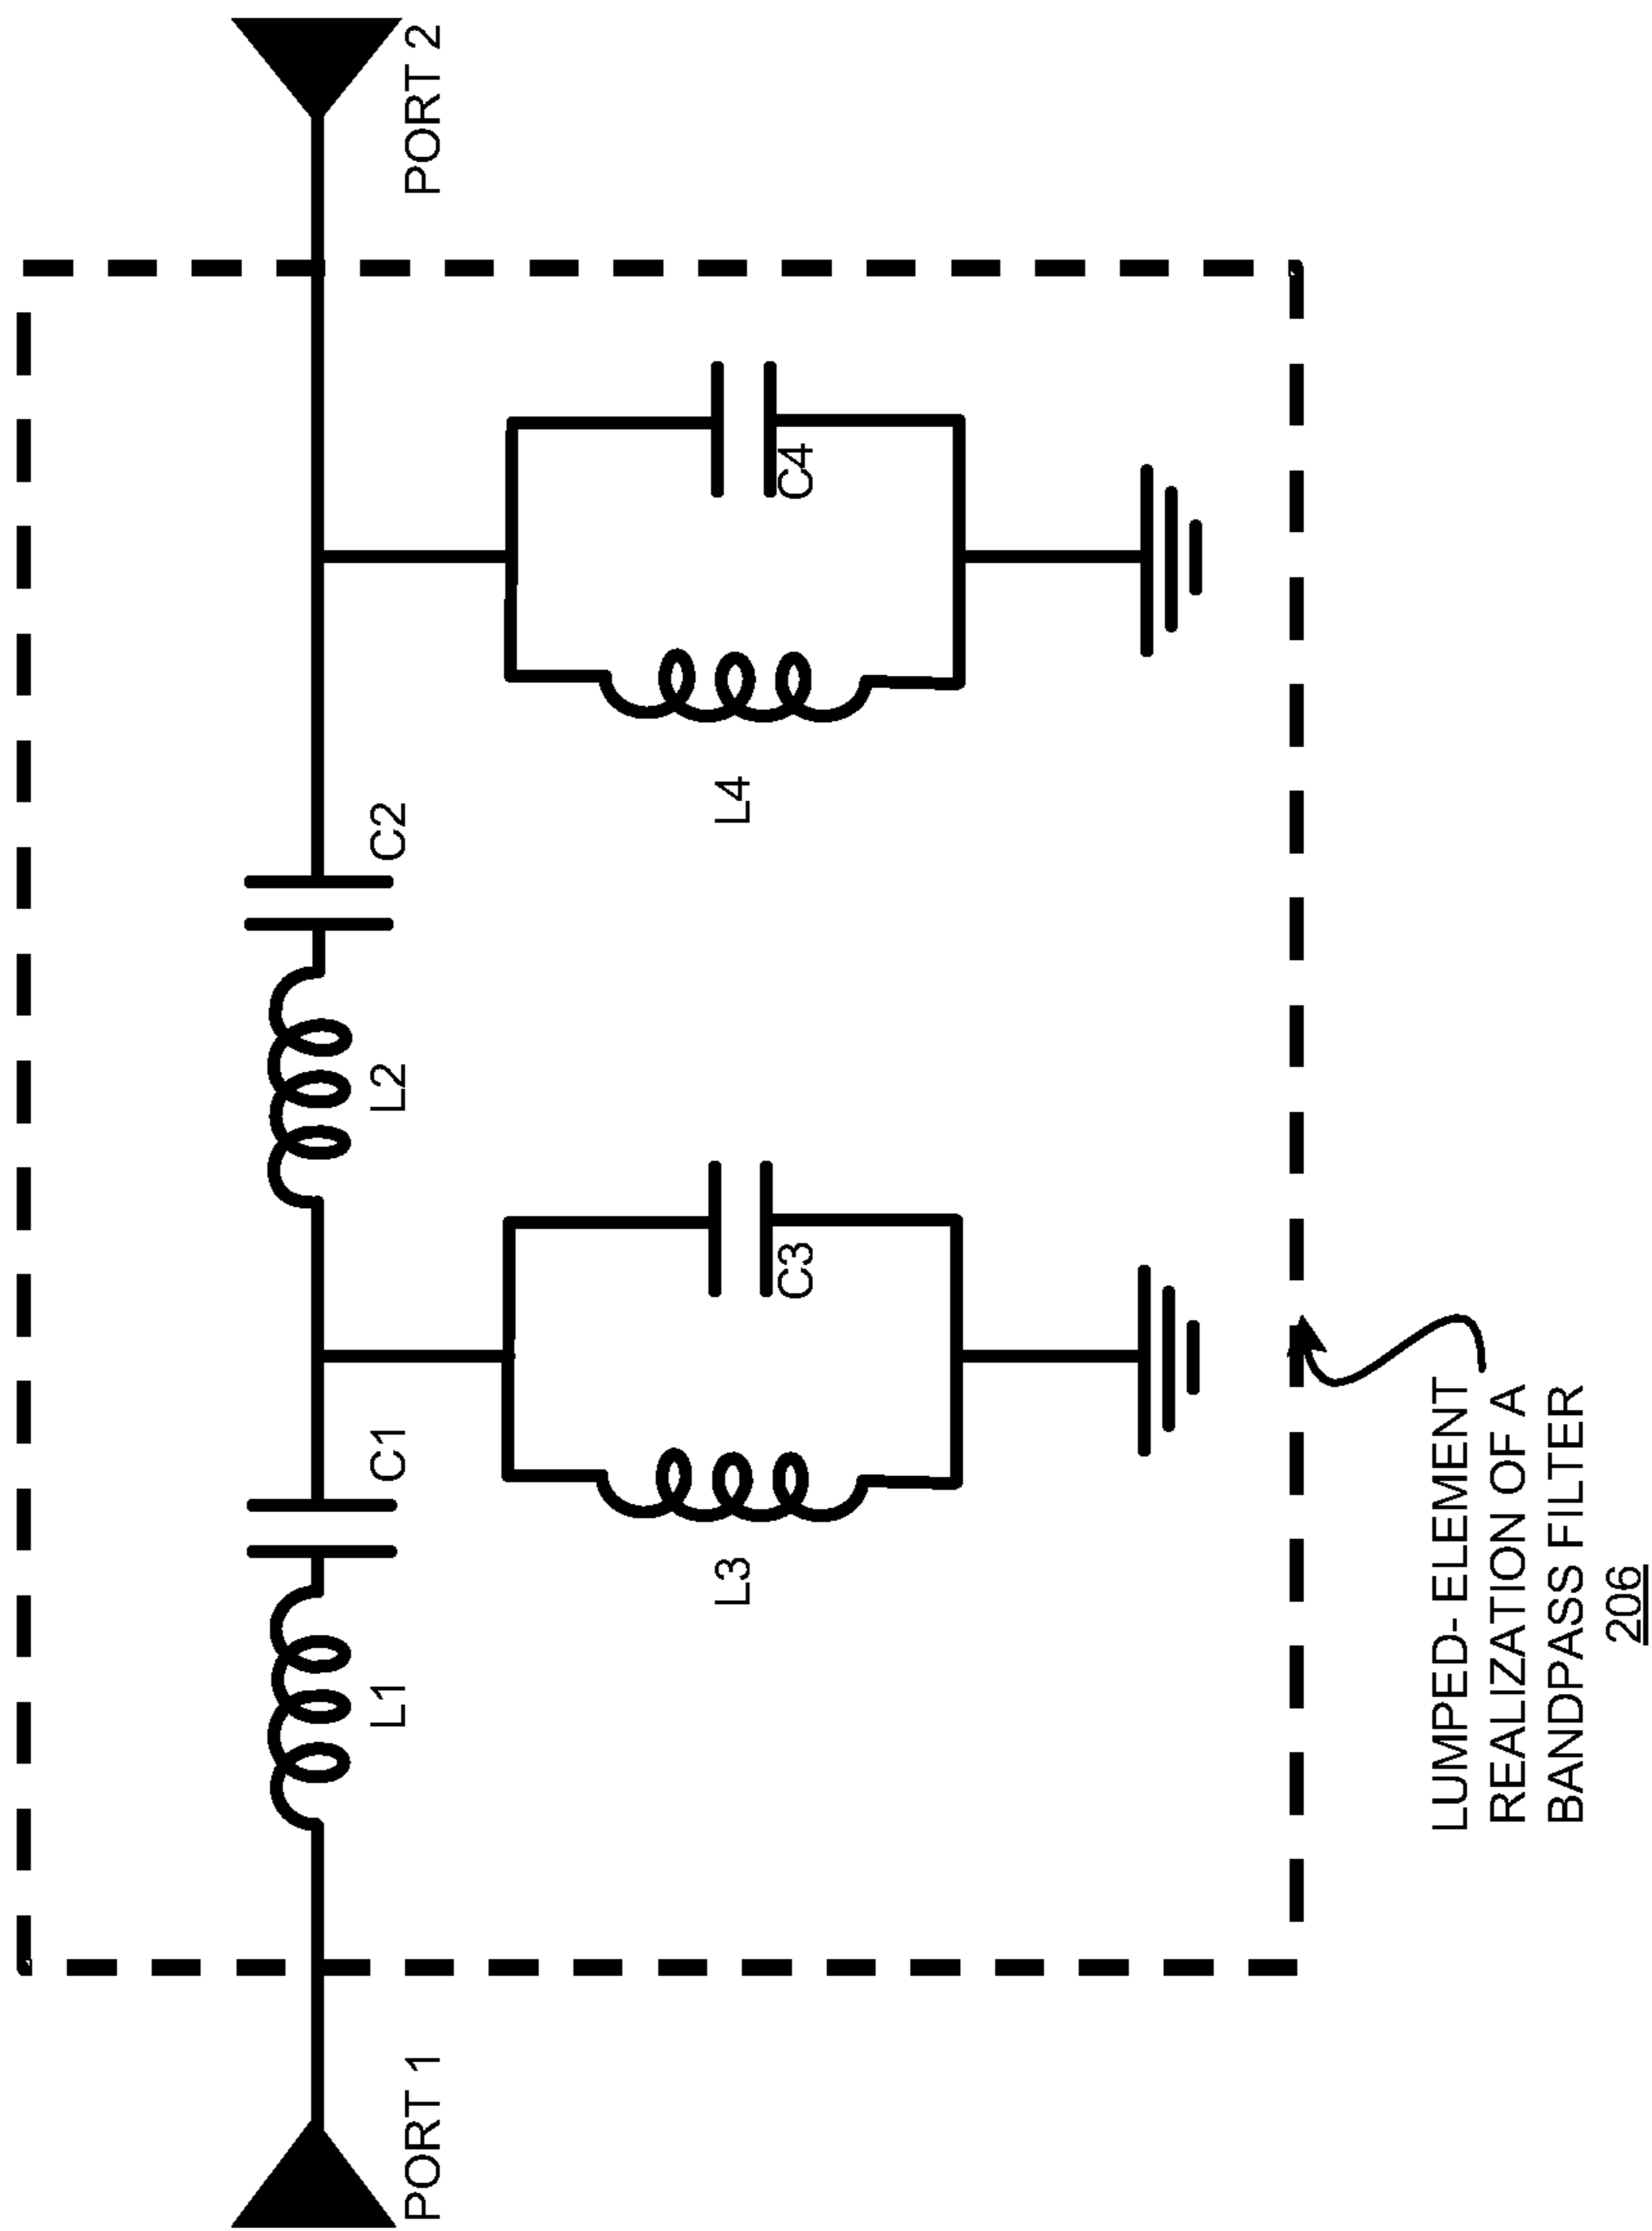 PORT 1
L1
C1
L2
C2
PORT 2
L3
C3
L4
C4
LUMPED- ELEMENT
REALIZATION OF A
BANDPASS FILTER
206